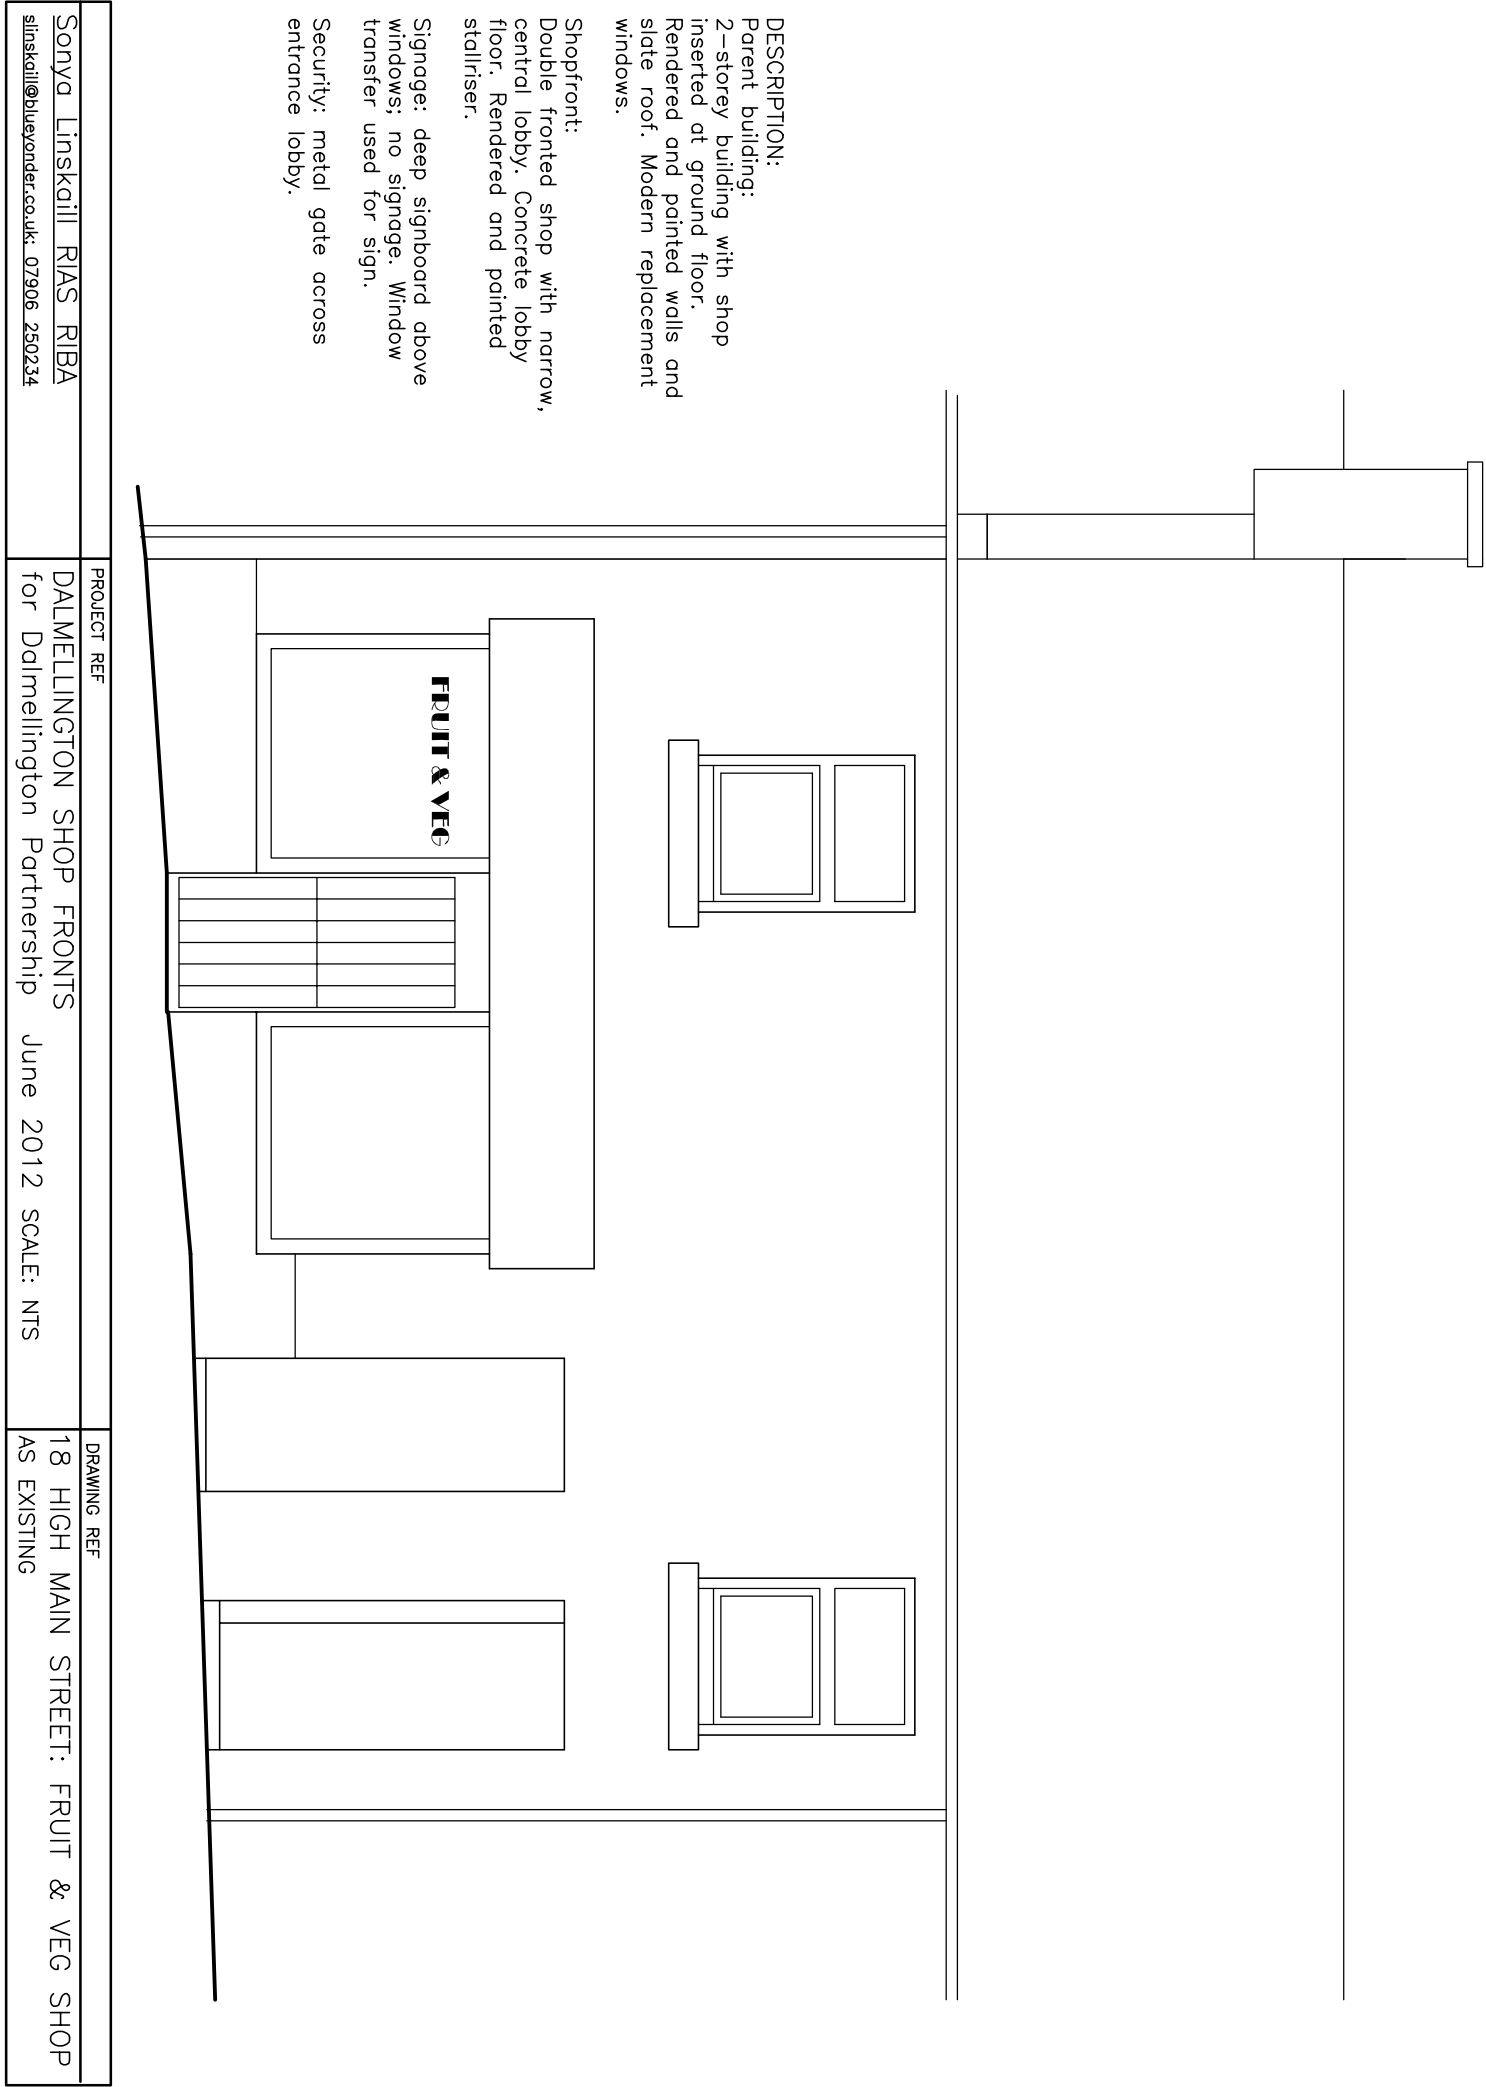 DESCRIPTION:
Parent building:
2-storey building with shop
inserted at ground floor.
Rendered and painted walls and
slate roof. Modern replacement
windows.
Shopfront:
Double fronted shop with narrow,
central lobby. Concrete lobby
floor. Rendered and painted
stallriser.
Signage: deep signboard above
windows; no signage. Window
transfer used for sign.
Security: metal gate across
entrance lobby.
FRUIT & VEG
Sonya Linskaill RIAS RIBA
slinskaill@blueyonder.co.uk: 07906 250234
PROJECT REF
DALMELLINGTON SHOP FRONTS
for Dalmellington Partnership June 2012 SCALE: NTS
DRAWING REF
18 HIGH MAIN STREET: FRUIT & VEG SHOP
AS EXISTING